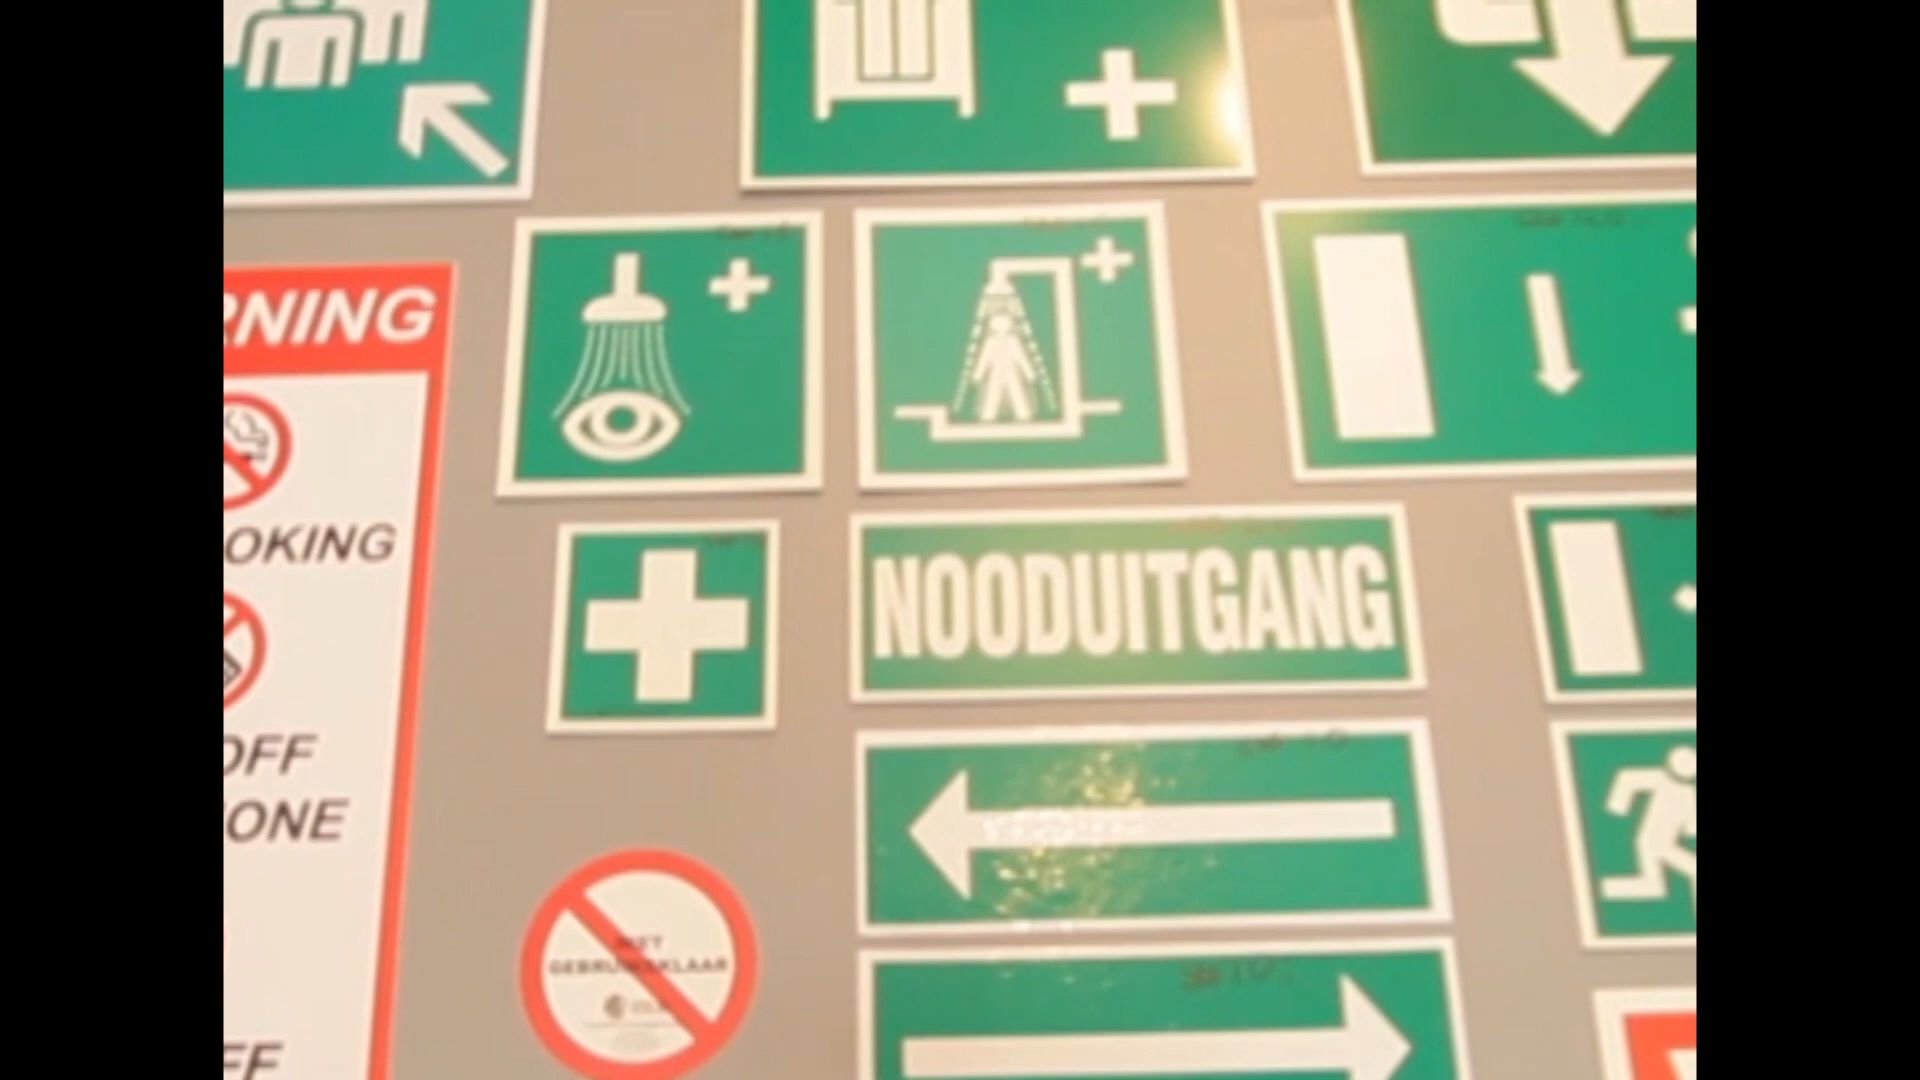 RNING
OKING
OFF
ONE
FF
NOODUITGANG
NIET
GEBRUIKSKLAAR